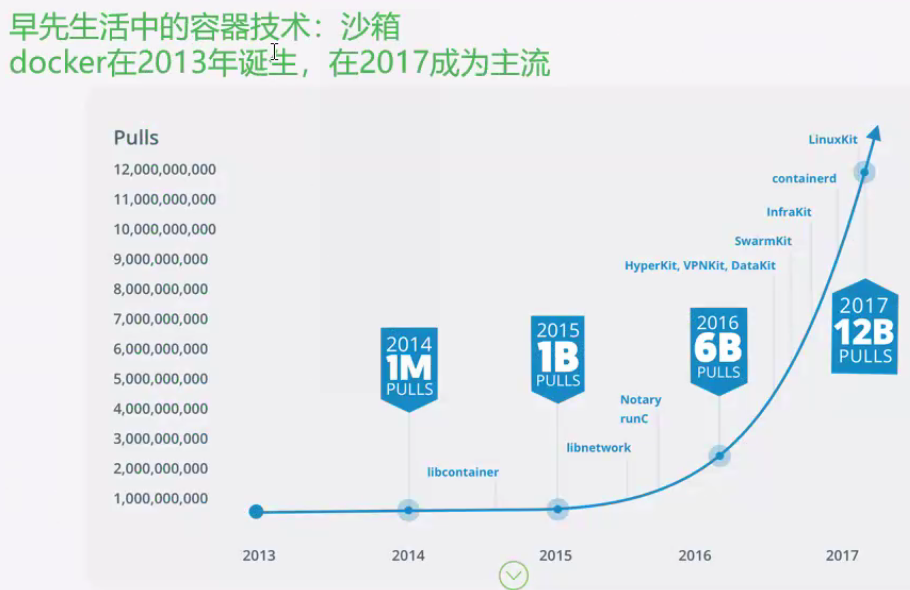 早先生活中的容器技术：沙箱
docker在2013年诞生，在2017成为主流
Pulls
12,000,000,000
11,000,000,000
10,000,000,000
9,000,000,000
8,000,000,000
7,000,000,000
6,000,000,000
5,000,000,000
4,000,000,000
3,000,000,000
2,000,000,000
1,000,000,000
LinuxKit
containerd
InfraKit
SwarmKit
HyperKit, VPNKit, DataKit
2014
1M
PULLS
2015
1B
PULLS
2016
6B
PULLS
2017
12B
PULLS
Notary
runC
libnetwork
libcontainer
2013
2014
2015
2016
2017